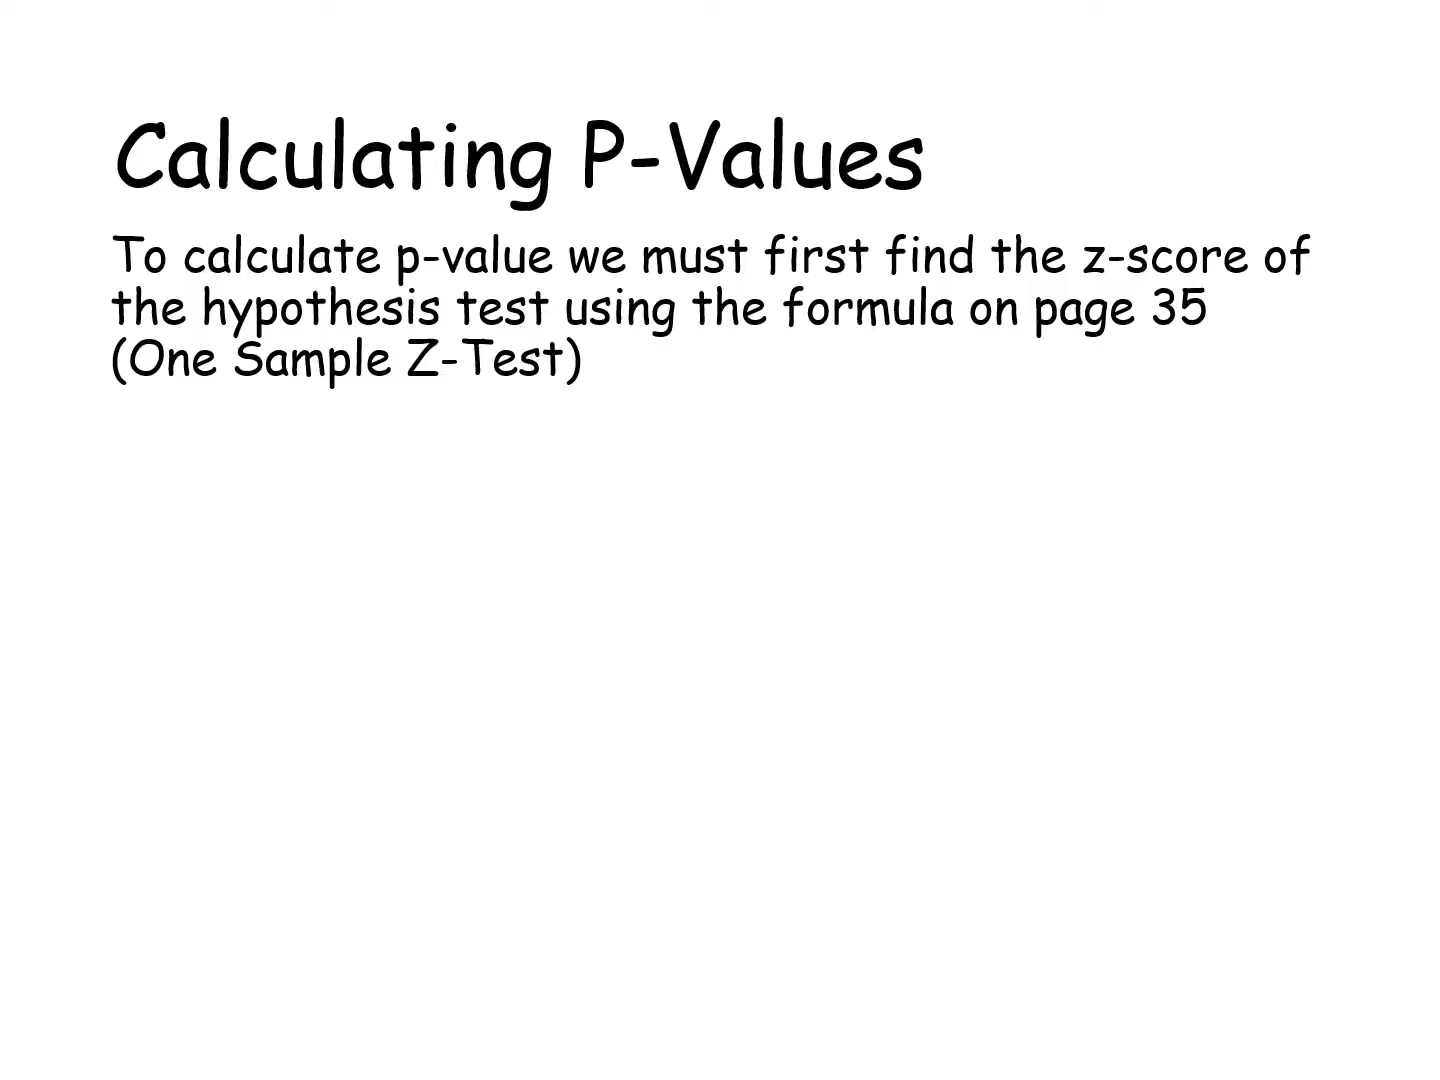 Calculating P-Values
To calculate p-value we must first find the z-score of
the hypothesis test using the formula on page 35
(One Sample Z-Test)